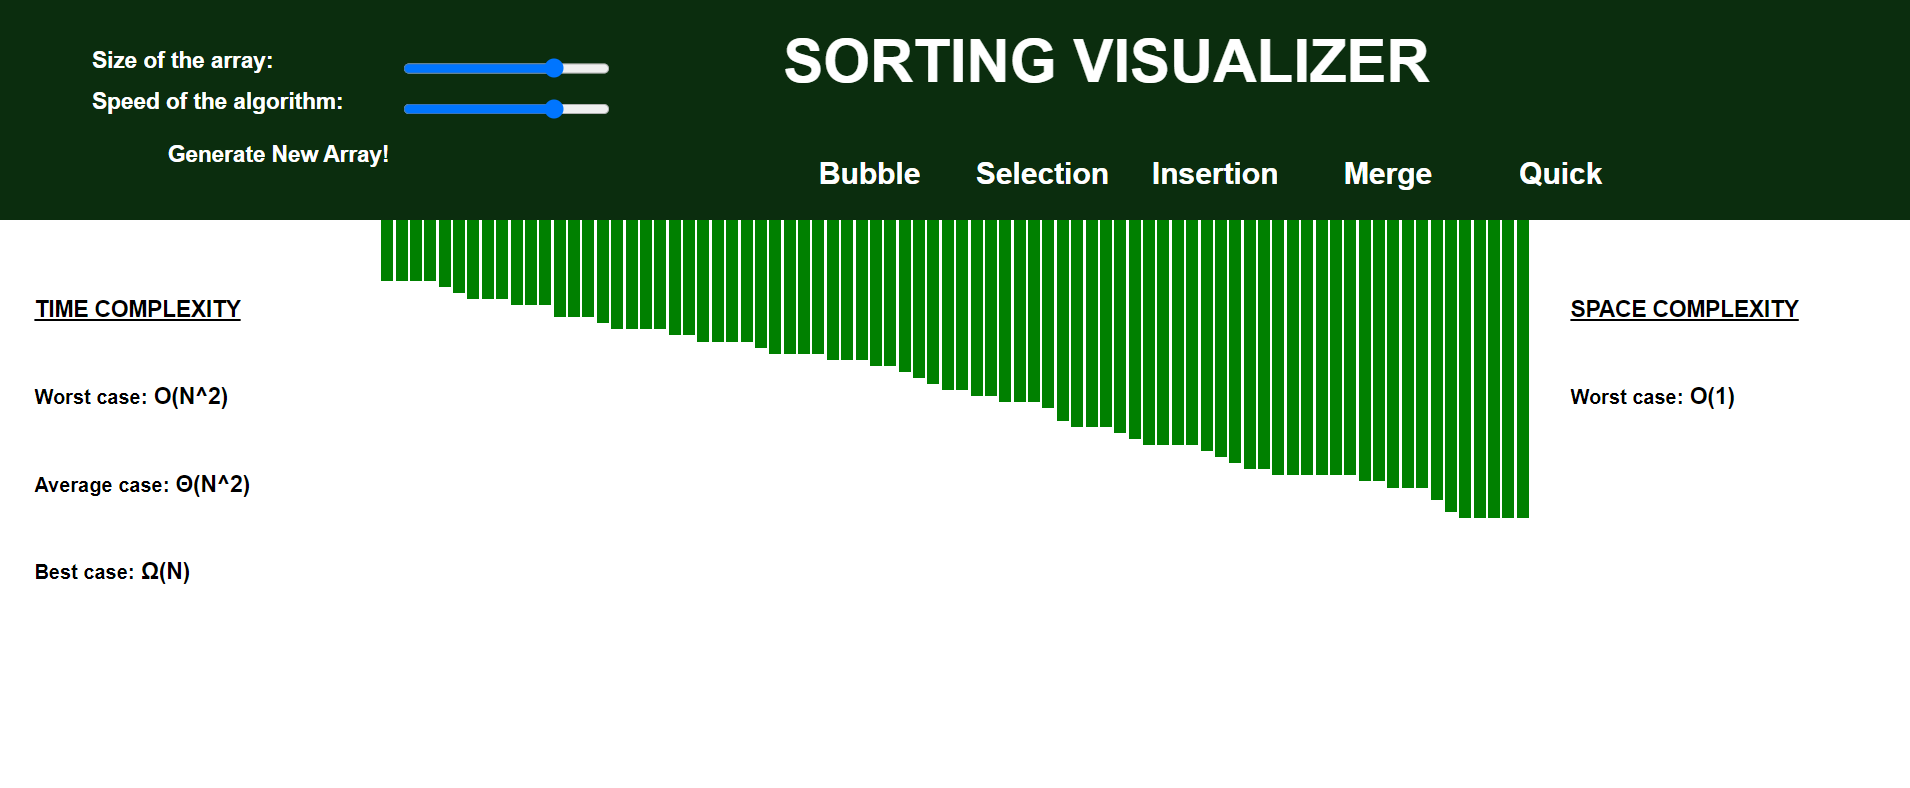 Size of the array:
Speed of the algorithm:
Generate New Array!
SORTING VISUALIZER
Bubble Selection Insertion Merge Quick
TIME COMPLEXITY
Worst case: O(N^2)
Average case: Θ(N^2)
Best case: Ω(N)
SPACE COMPLEXITY
Worst case: O(1)